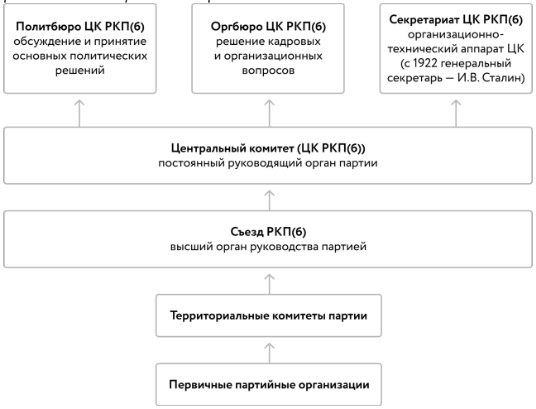 Политбюро ЦК РКП(б)
обсуждение и принятие
основных политических
решений
Оргбюро ЦК РКП(б)
решение кадровых
и организационных
вопросов
Секретариат ЦК РКП(б)
организационно-
технический аппарат ЦК
(с 1922 генеральный
секретарь — И.В. Сталин)
Центральный комитет (ЦК РКП(б))
постоянный руководящий орган партии
Съезд РКП(б)
высший орган руководства партией
Территориальные комитеты партии
Первичные партийные организации